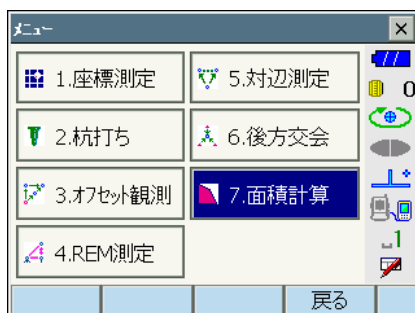 メニュー
1.座標測定
5.対辺測定
0
2.杭打ち
6.後方交会
3.オフセット観測
7.面積計算
4.REM測定
1
戻る